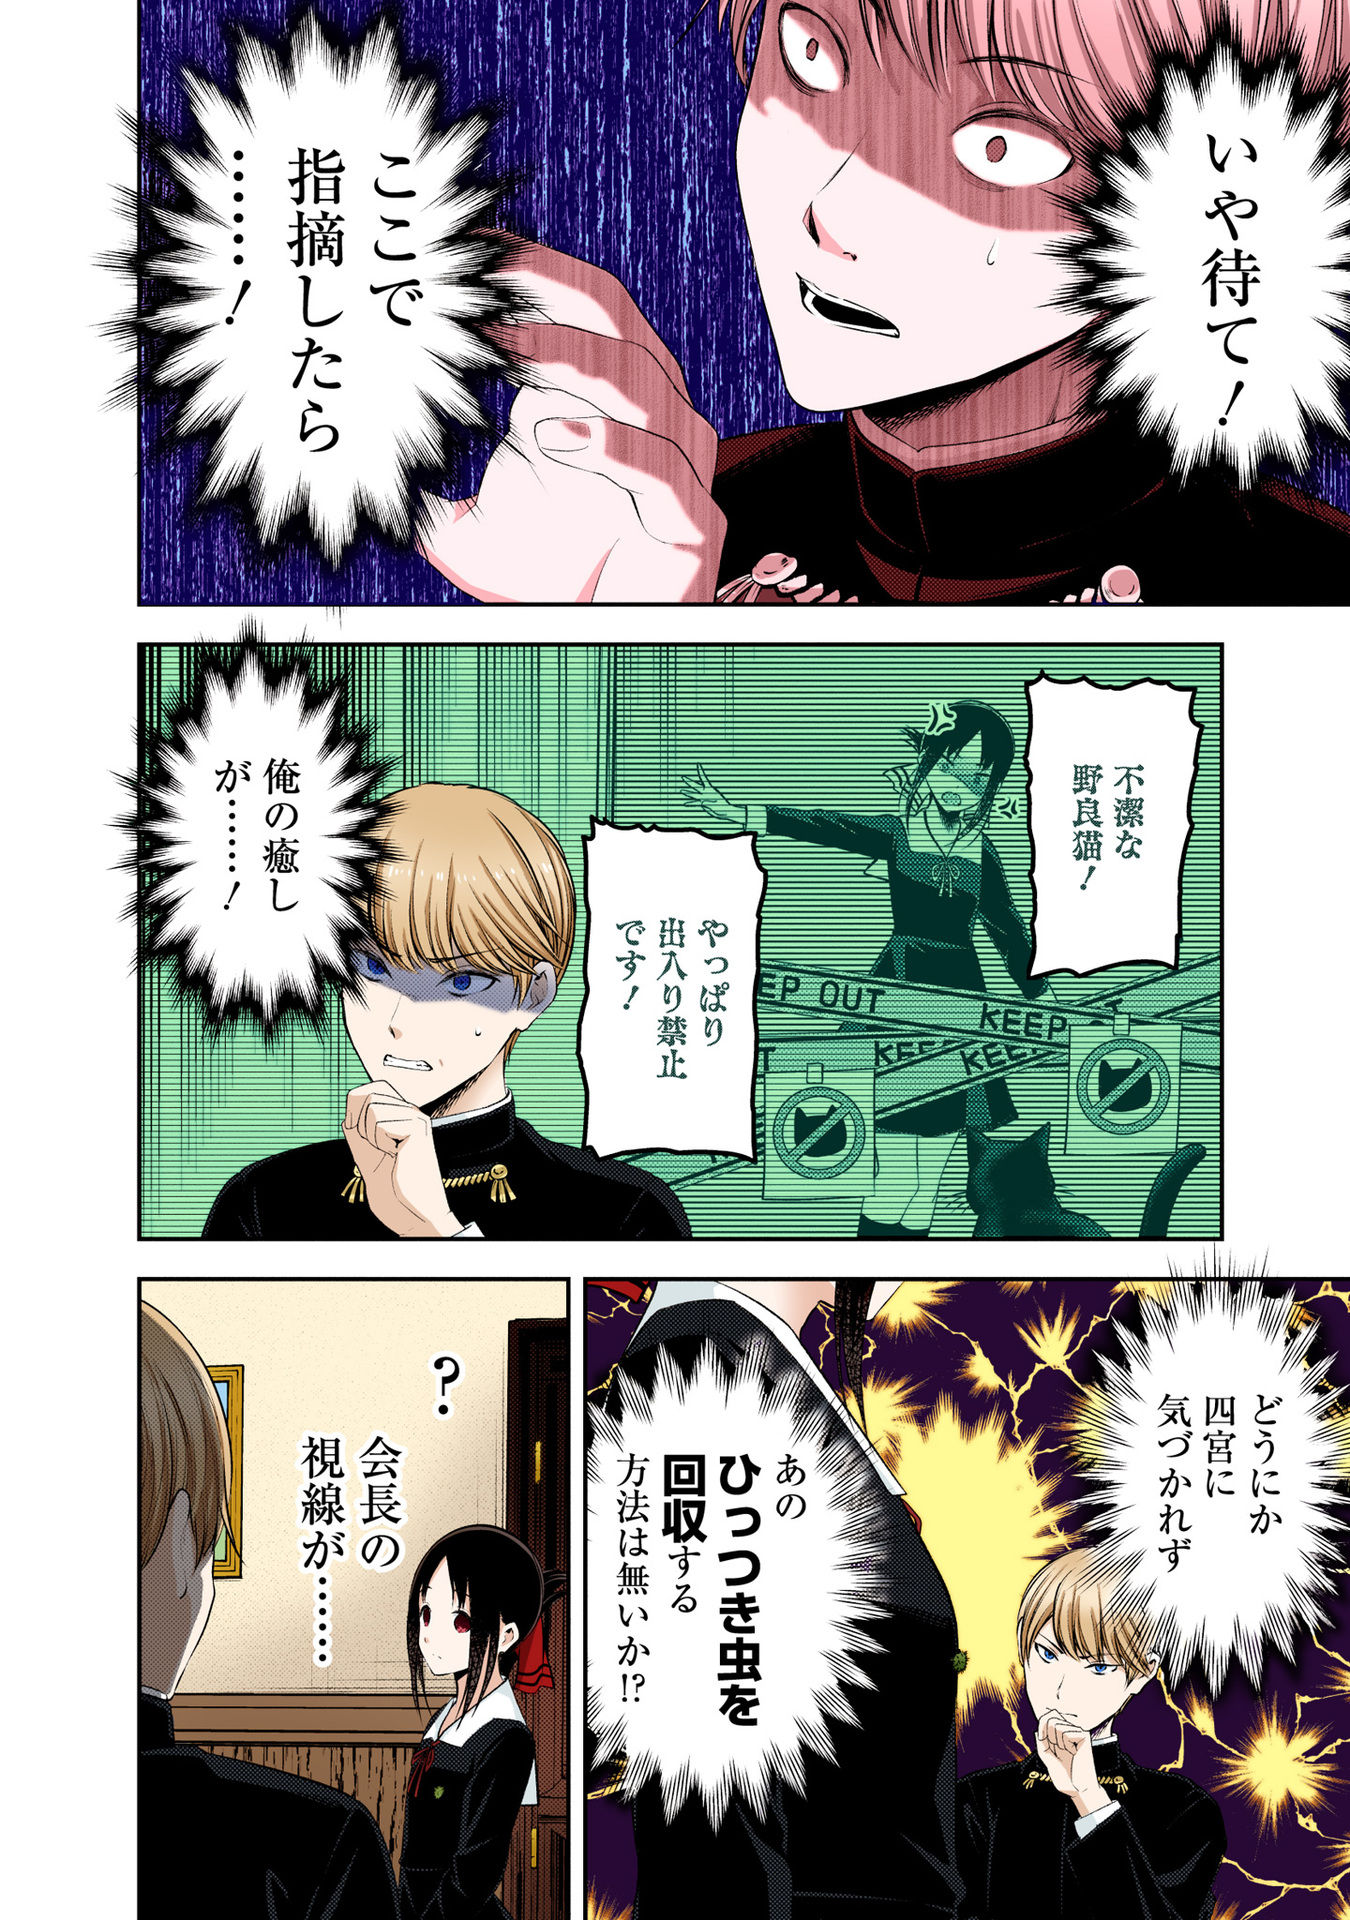 いや待て!
ここで
指摘したら
……!
不潔な
野良猫!
やっぱり
出入り禁止
です!
EP OUT
KEEP
T
KEE
KEE
俺の癒し
が……!
どうにか
四宮に
気づかれず
あの
ひっつき虫を
回収する
方法は無いか!?
?
会長の
視線が……